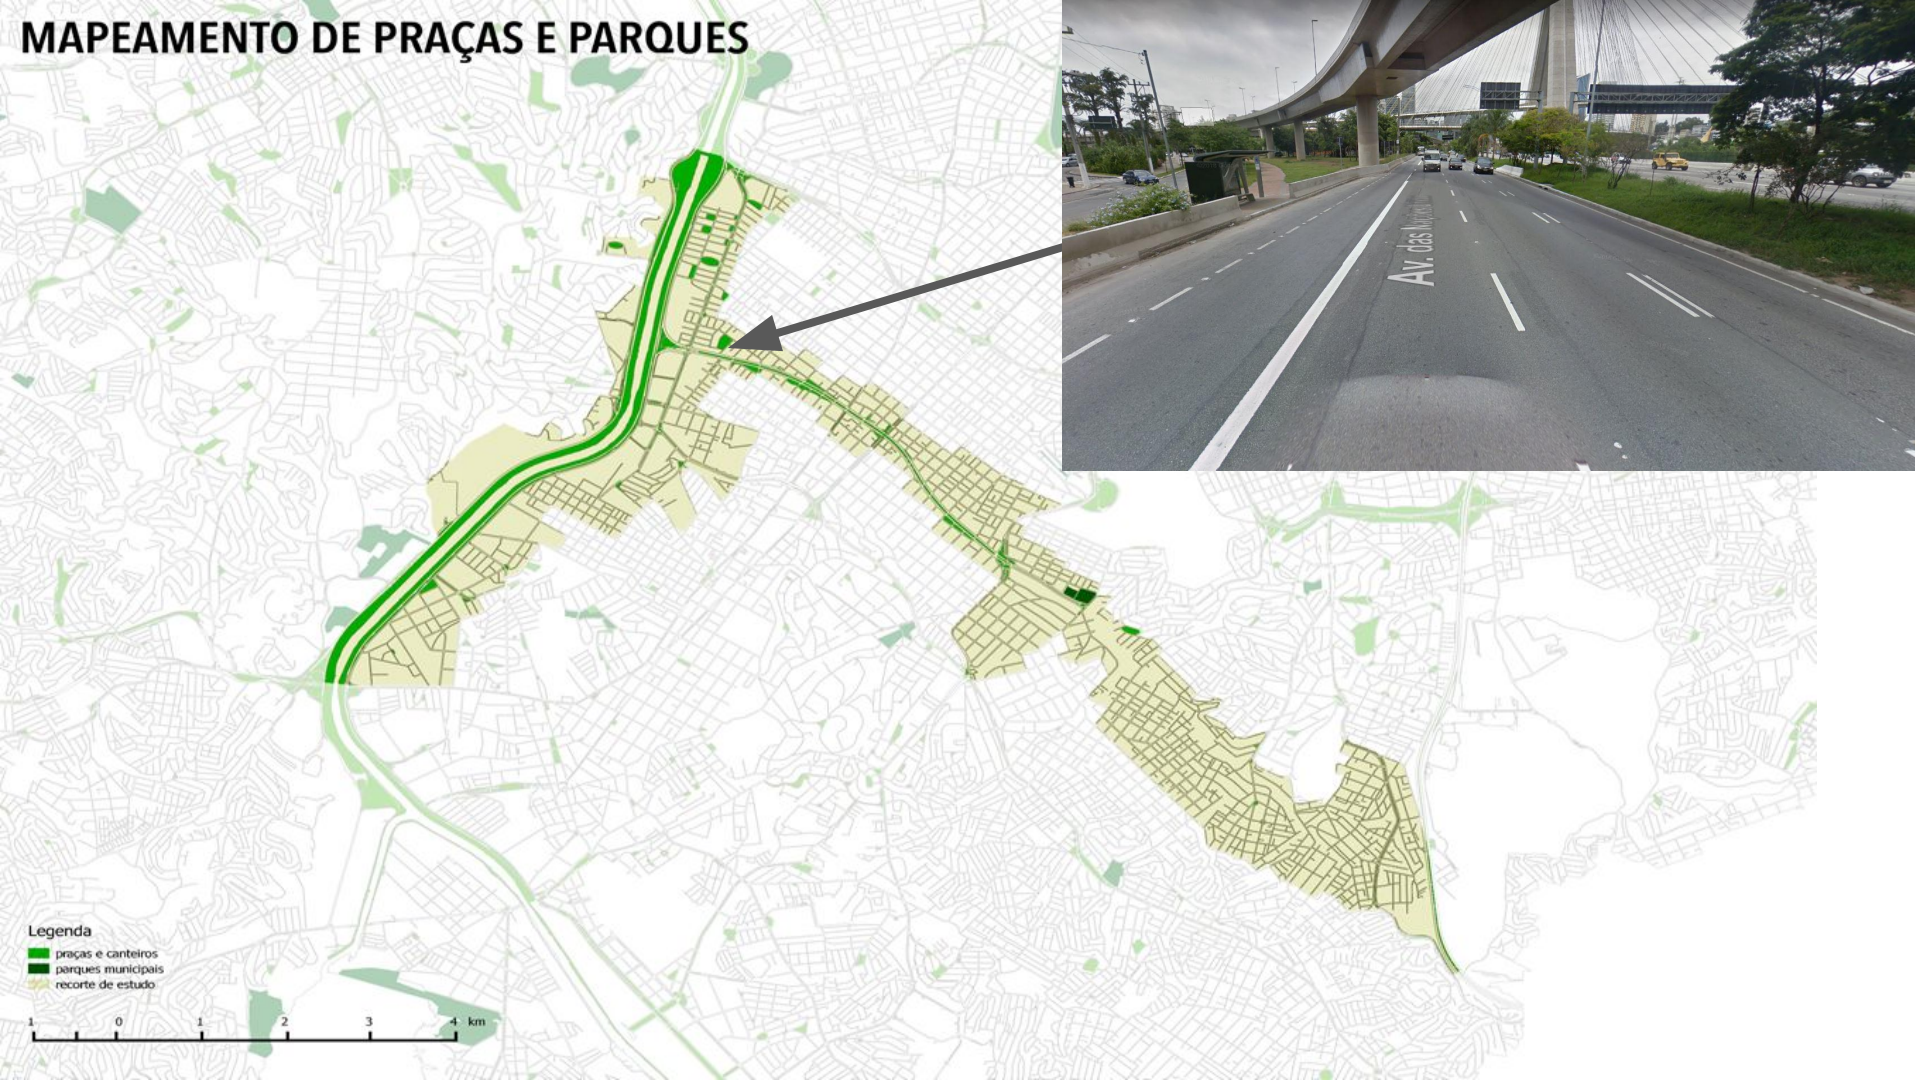 MAPEAMENTO DE PRAÇAS E PARQUES
Av. das Naçõ
Legenda
praças e canteiros
parques municipais
recorte de estudo
1 0 1 2 3 4 km